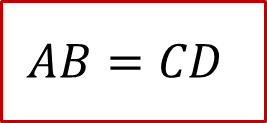 AB = CD